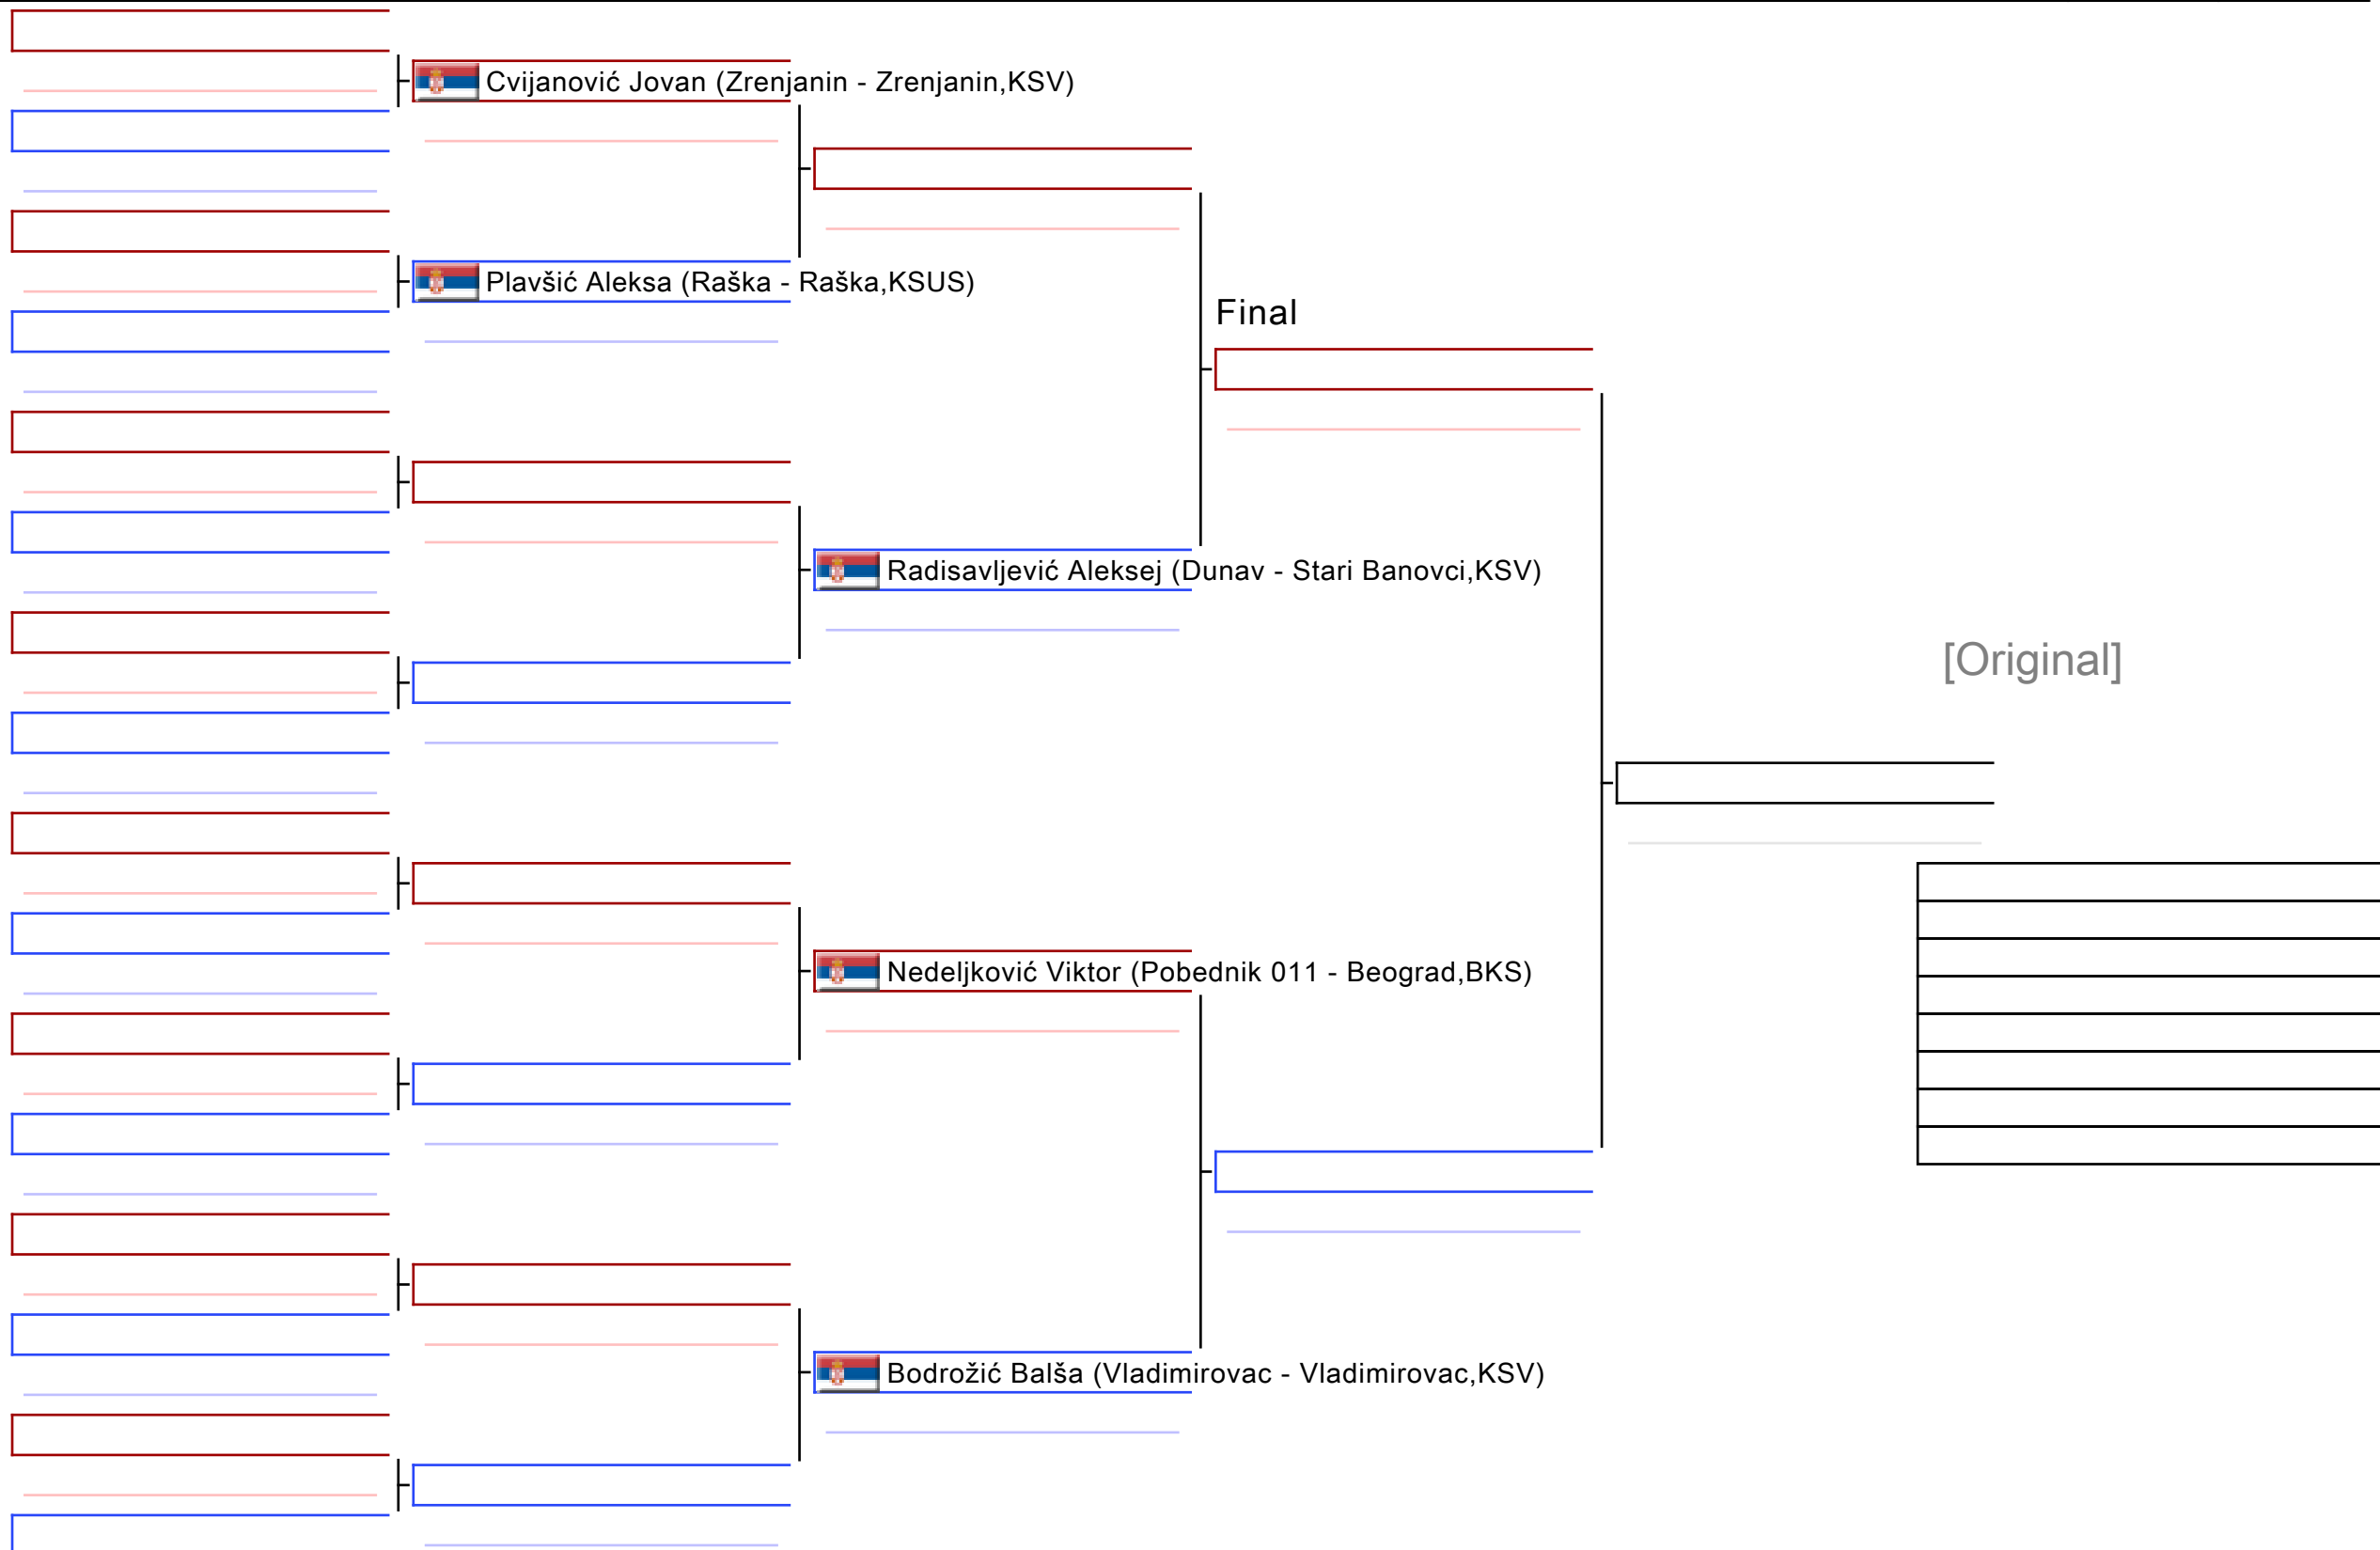 Cvijanović Jovan (Zrenjanin - Zrenjanin,KSV)
Plavšić Aleksa (Raška - Raška,KSUS)
Final
Radisavljević Aleksej (Dunav - Stari Banovci,KSV)
[Original]
Nedeljković Viktor (Pobednik 011 - Beograd,BKS)
Bodrožić Balša (Vladimirovac - Vladimirovac,KSV)